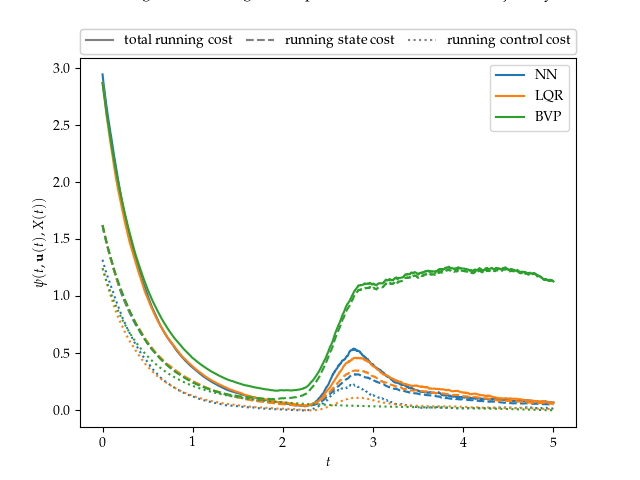 total running cost running state cost running control cost
NN
LQR
BVP
3.0
2.5
2.0
1.5
1.0
0.5
0.0
ψ(t, u(t), X(t))
0 1 2 3 4 5
t